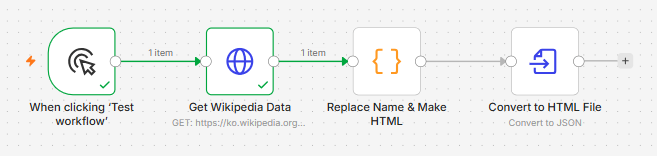 1 item
1 item
{ }
+
When clicking ‘Test
workflow’
Get Wikipedia Data
GET: https://ko.wikipedia.org...
Replace Name & Make
HTML
Convert to HTML File
Convert to JSON